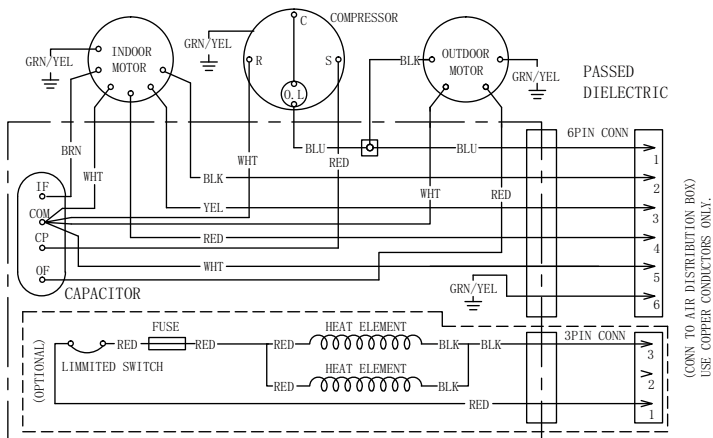 C
COMPRESSOR
GRN/YEL
INDOOR
MOTOR
GRN/YEL
R
S
O.L
BLK
OUTDOOR
MOTOR
GRN/YEL
PASSED
DIELECTRIC
6PIN CONN
BRN
WHT
WHT
BLU
RED
BLU
1
BLK
2
WHT
RED
IF
COM
CP
OF
YEL
3
RED
4
WHT
5
GRN/YEL
6
CAPACITOR
(CONN TO AIR DISTRIBUTION BOX)
USE COPPER CONDUCTORS ONLY.
(OPTIONAL)
LIMMITED SWITCH
RED
FUSE
RED
RED
HEAT ELEMENT
BLK
BLK
3PIN CONN
3
HEAT ELEMENT
RED
BLK
2
RED
1